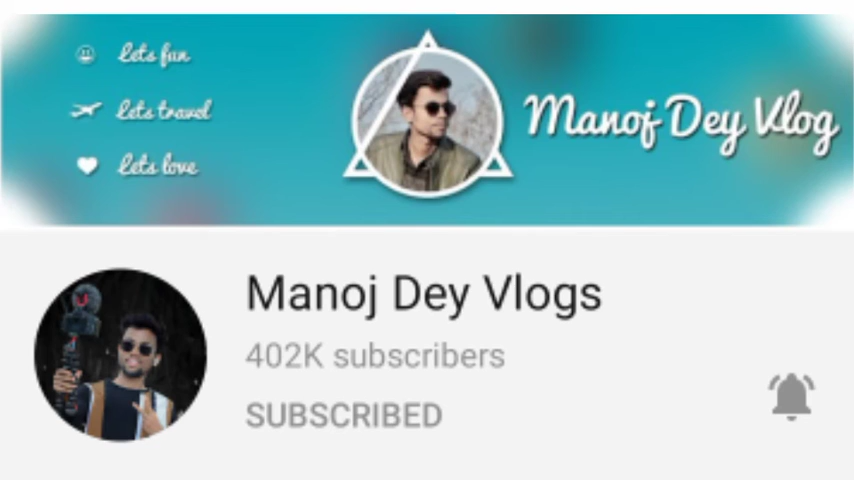 lets fun
lets travel
lets love
Manoj Dey Vlog
Manoj Dey Vlogs
402K subscribers
SUBSCRIBED